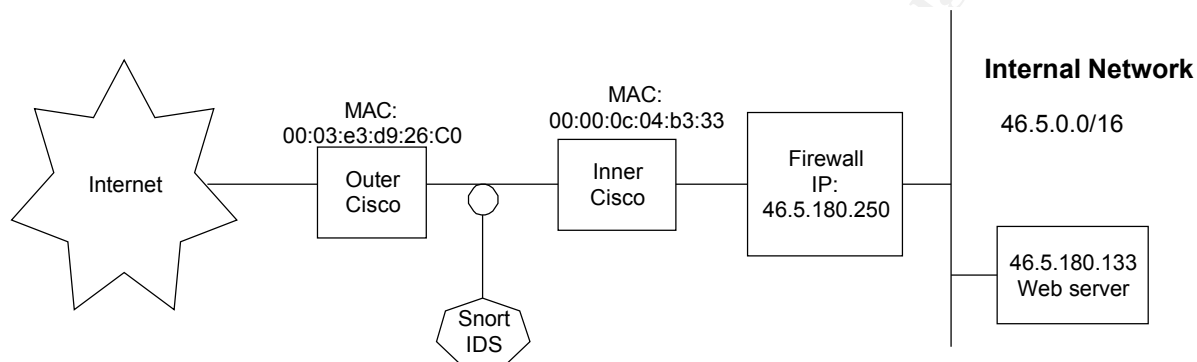 Internet
MAC:
00:03:e3:d9:26:C0
Outer
Cisco
Snort
IDS
MAC:
00:00:0c:04:b3:33
Inner
Cisco
Firewall
IP:
46.5.180.250
Internal Network
46.5.0.0/16
46.5.180.133
Web server